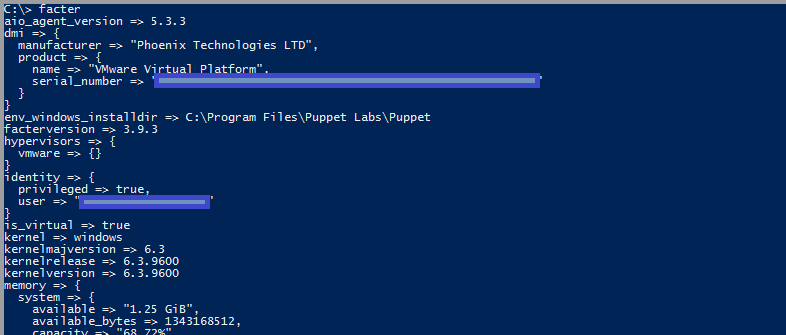 C:\> facter
aio_agent_version => 5.3.3
dmi => {
  manufacturer => "Phoenix Technologies LTD",
  product => {
    name => "VMware Virtual Platform",
    serial_number => "
  }
}
env_windows_installdir => C:\Program Files\Puppet Labs\Puppet
facterversion => 3.9.3
hypervisors => {
  vmware => {}
}
identity => {
  privileged => true,
  user => "
}
is_virtual => true
kernel => windows
kernelmajversion => 6.3
kernelrelease => 6.3.9600
kernelversion => 6.3.9600
memory => {
  system => {
    available => "1.25 GiB",
    available_bytes => 1343168512,
    capacity => "68.72%"